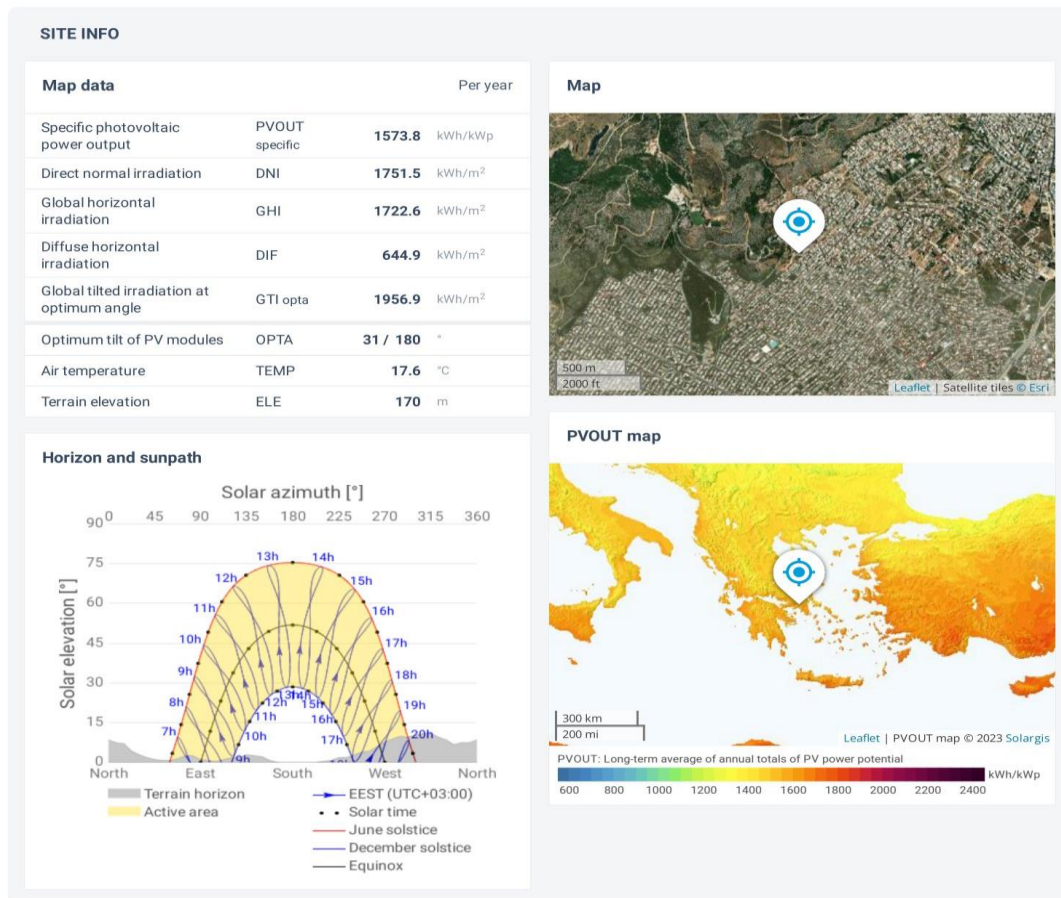 SITE INFO
Map data Per year
Specific photovoltaic
power output
PVOUT
specific
1573.8 kWh/kWp
Direct normal irradiation DNI 1751.5 kWh/m²
Global horizontal
irradiation
GHI 1722.6 kWh/m²
Diffuse horizontal
irradiation
DIF 644.9 kWh/m²
Global tilted irradiation at
optimum angle
GTI opta 1956.9 kWh/m²
Optimum tilt of PV modules OPTA 31 / 180 °
Air temperature TEMP 17.6 °C
Terrain elevation ELE 170 m
Map
500 m
2000 ft
Leaflet | Satellite tiles © Esri
Horizon and sunpath
Solar azimuth [°]
0 45 90 135 180 225 270 315 360
Solar elevation [°]
90
75
60
45
30
15
0
13h 14h
12h 15h
11h 16h
10h 17h
9h 18h
8h 19h
7h 20h
12h 13h 14h 15h
11h 16h
10h 17h
9h
North East South West North
Terrain horizon
Active area
EEST (UTC+03:00)
Solar time
June solstice
December solstice
Equinox
PVOUT map
300 km
200 mi
Leaflet | PVOUT map © 2023 Solargis
PVOUT: Long-term average of annual totals of PV power potential
kWh/kWp
600 800 1000 1200 1400 1600 1800 2000 2200 2400